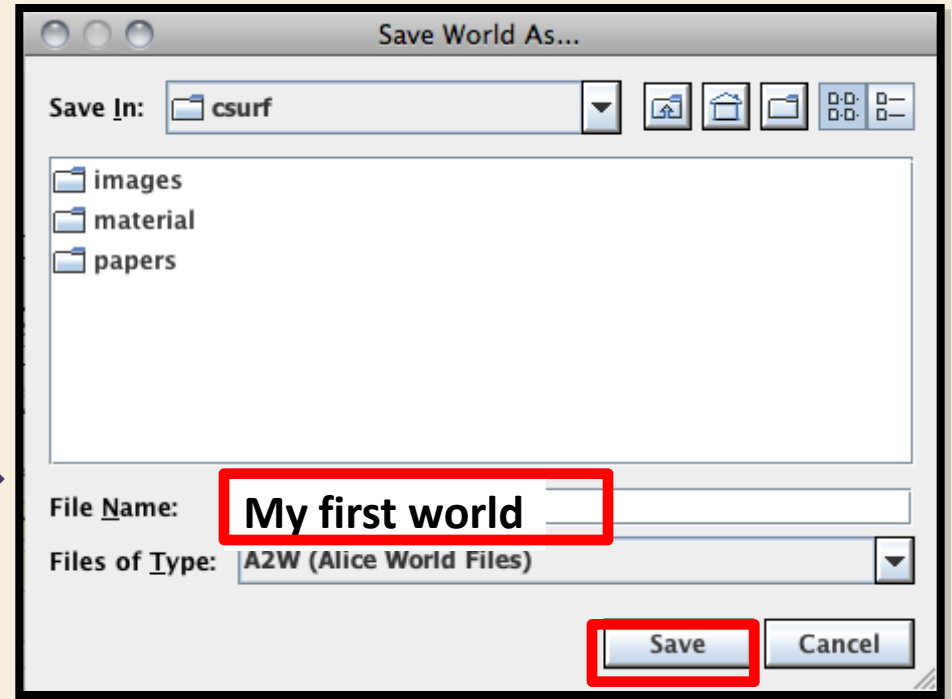 Save World As...
Save In: csurf
images
material
papers
File Name: My first world
Files of Type: A2W (Alice World Files)
Save Cancel